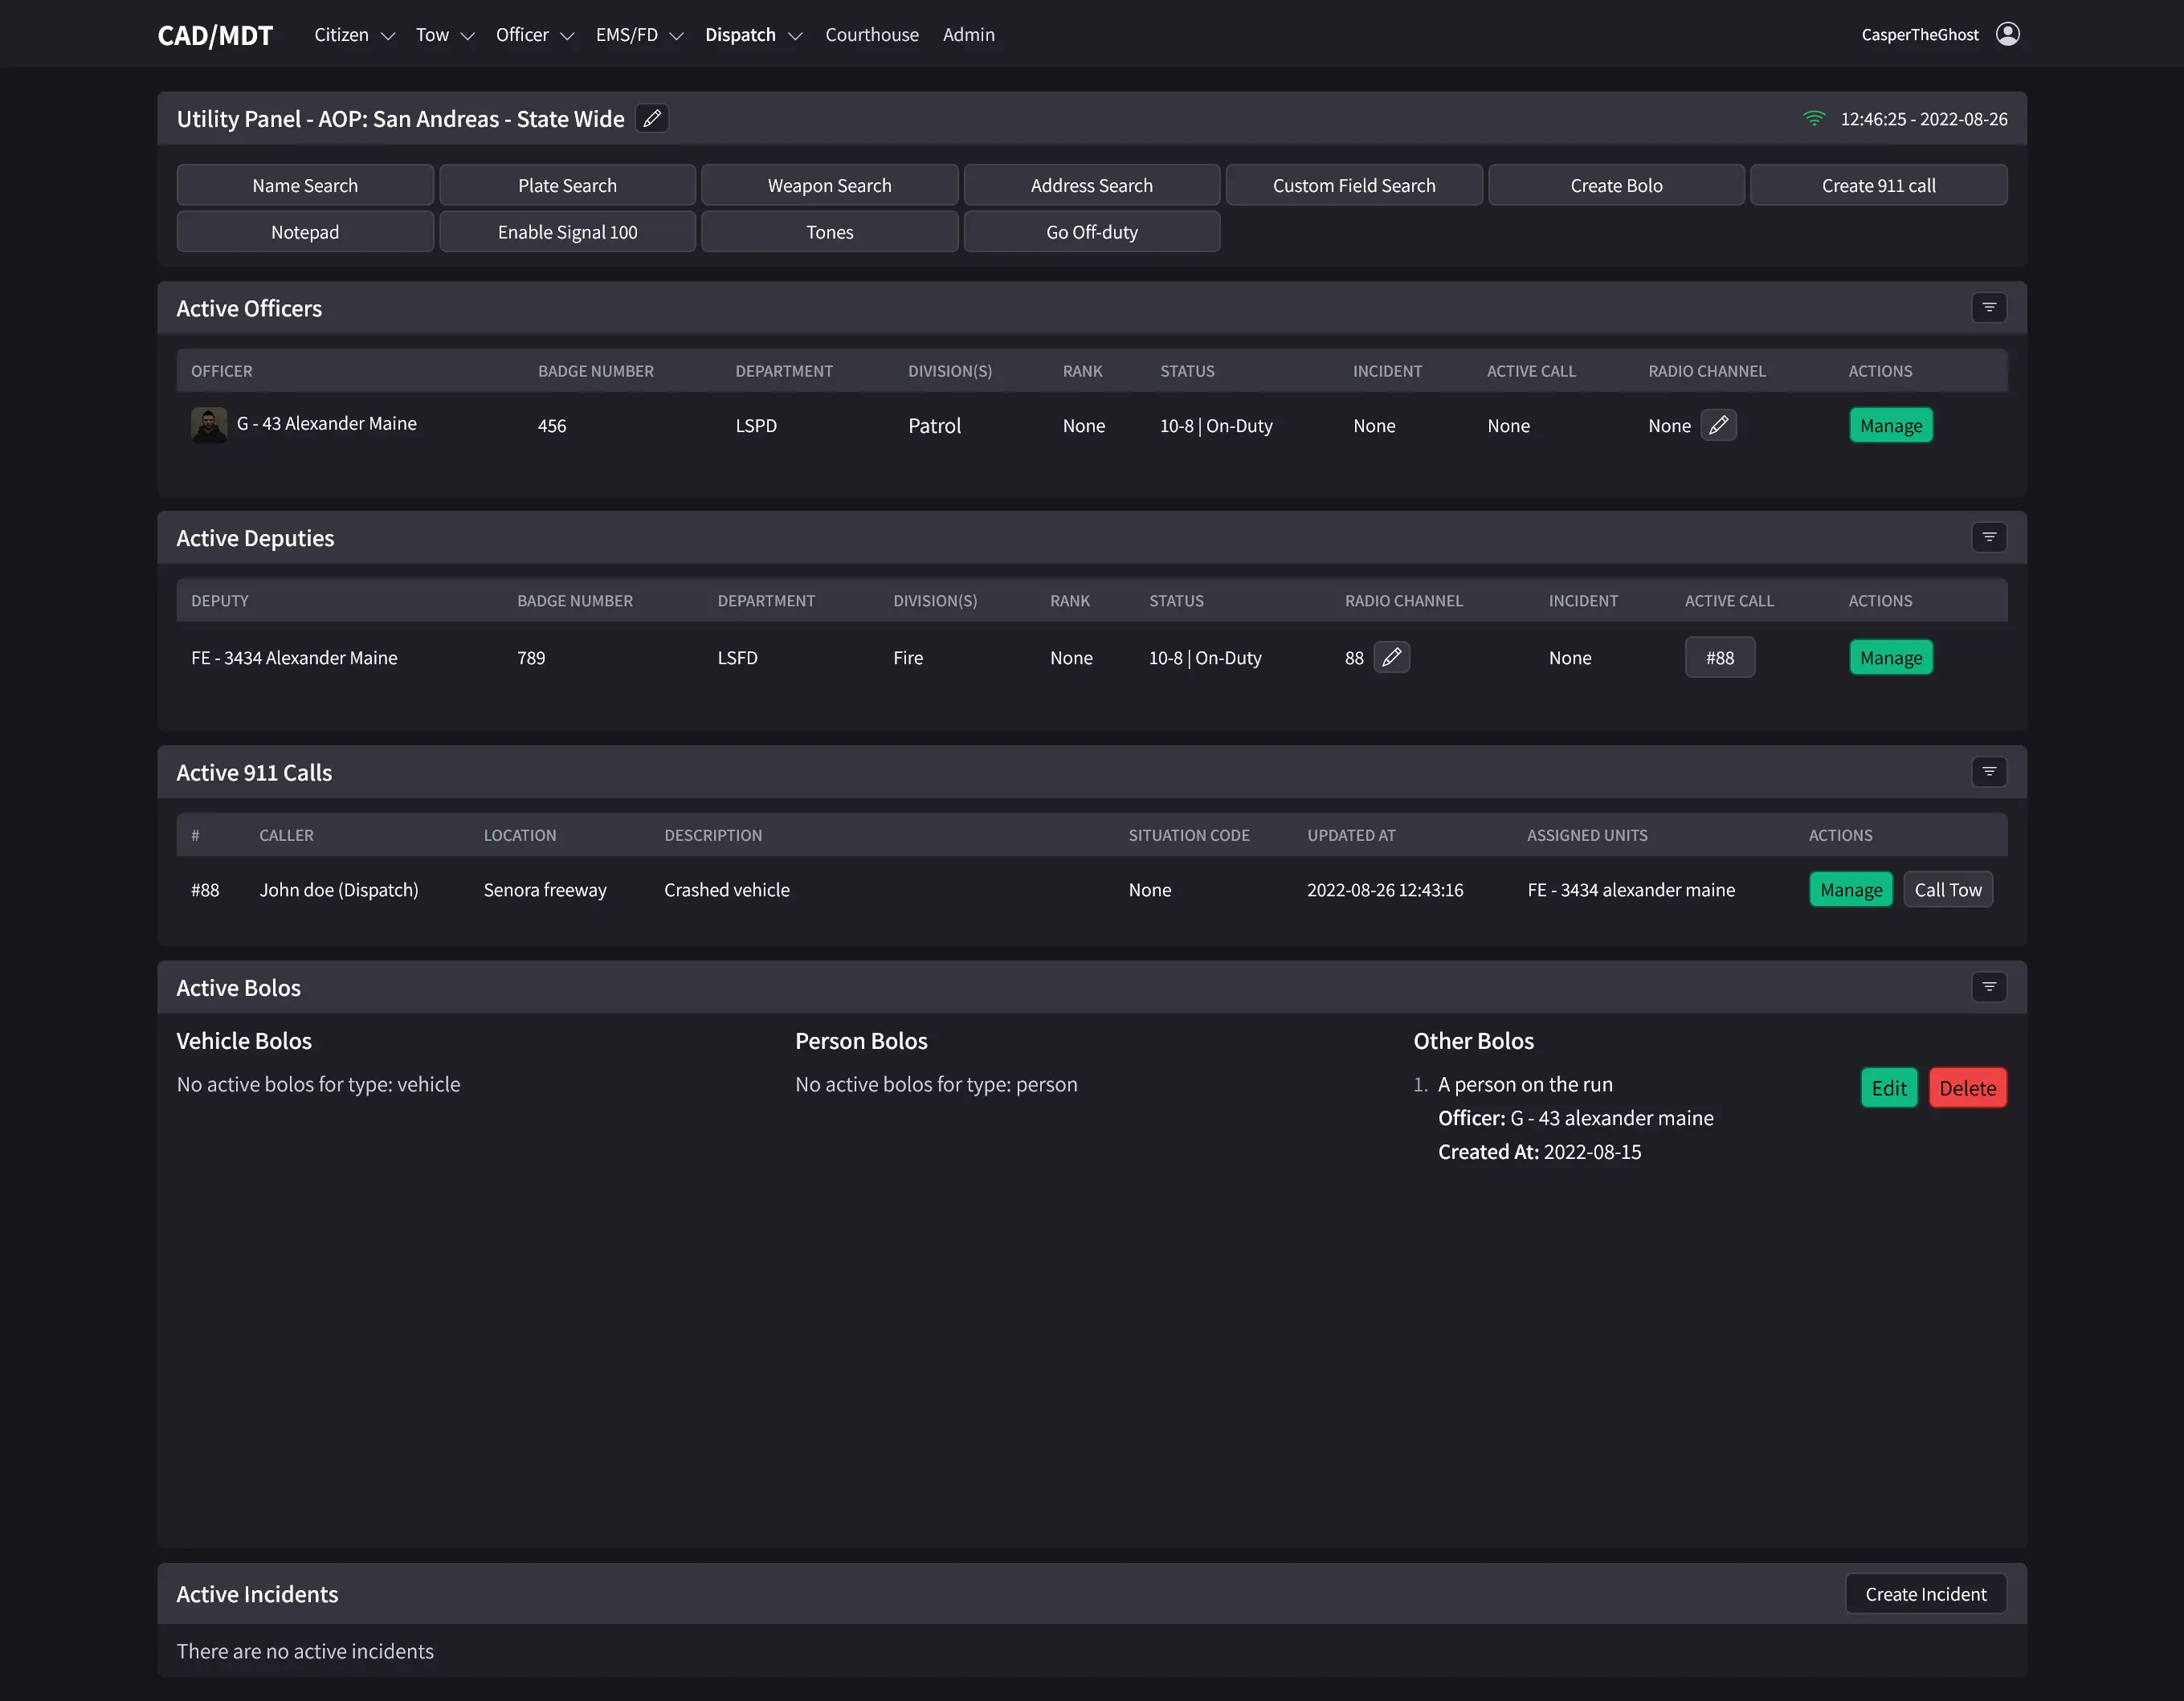 CAD/MDT Citizen Tow Officer EMS/FD Dispatch Courthouse Admin CasperTheGhost
Utility Panel - AOP: San Andreas - State Wide 12:46:25 - 2022-08-26
Name Search Plate Search Weapon Search Address Search Custom Field Search Create Bolo Create 911 call
Notepad Enable Signal 100 Tones Go Off-duty
Active Officers
OFFICER BADGE NUMBER DEPARTMENT DIVISION(S) RANK STATUS INCIDENT ACTIVE CALL RADIO CHANNEL ACTIONS
G - 43 Alexander Maine 456 LSPD Patrol None 10-8 | On-Duty None None None Manage
Active Deputies
DEPUTY BADGE NUMBER DEPARTMENT DIVISION(S) RANK STATUS RADIO CHANNEL INCIDENT ACTIVE CALL ACTIONS
FE - 3434 Alexander Maine 789 LSFD Fire None 10-8 | On-Duty 88 None #88 Manage
Active 911 Calls
# CALLER LOCATION DESCRIPTION SITUATION CODE UPDATED AT ASSIGNED UNITS ACTIONS
#88 John doe (Dispatch) Senora freeway Crashed vehicle None 2022-08-26 12:43:16 FE - 3434 alexander maine Manage Call Tow
Active Bolos
Vehicle Bolos Person Bolos Other Bolos
No active bolos for type: vehicle No active bolos for type: person 1. A person on the run Edit Delete
Officer: G - 43 alexander maine
Created At: 2022-08-15
Active Incidents Create Incident
There are no active incidents